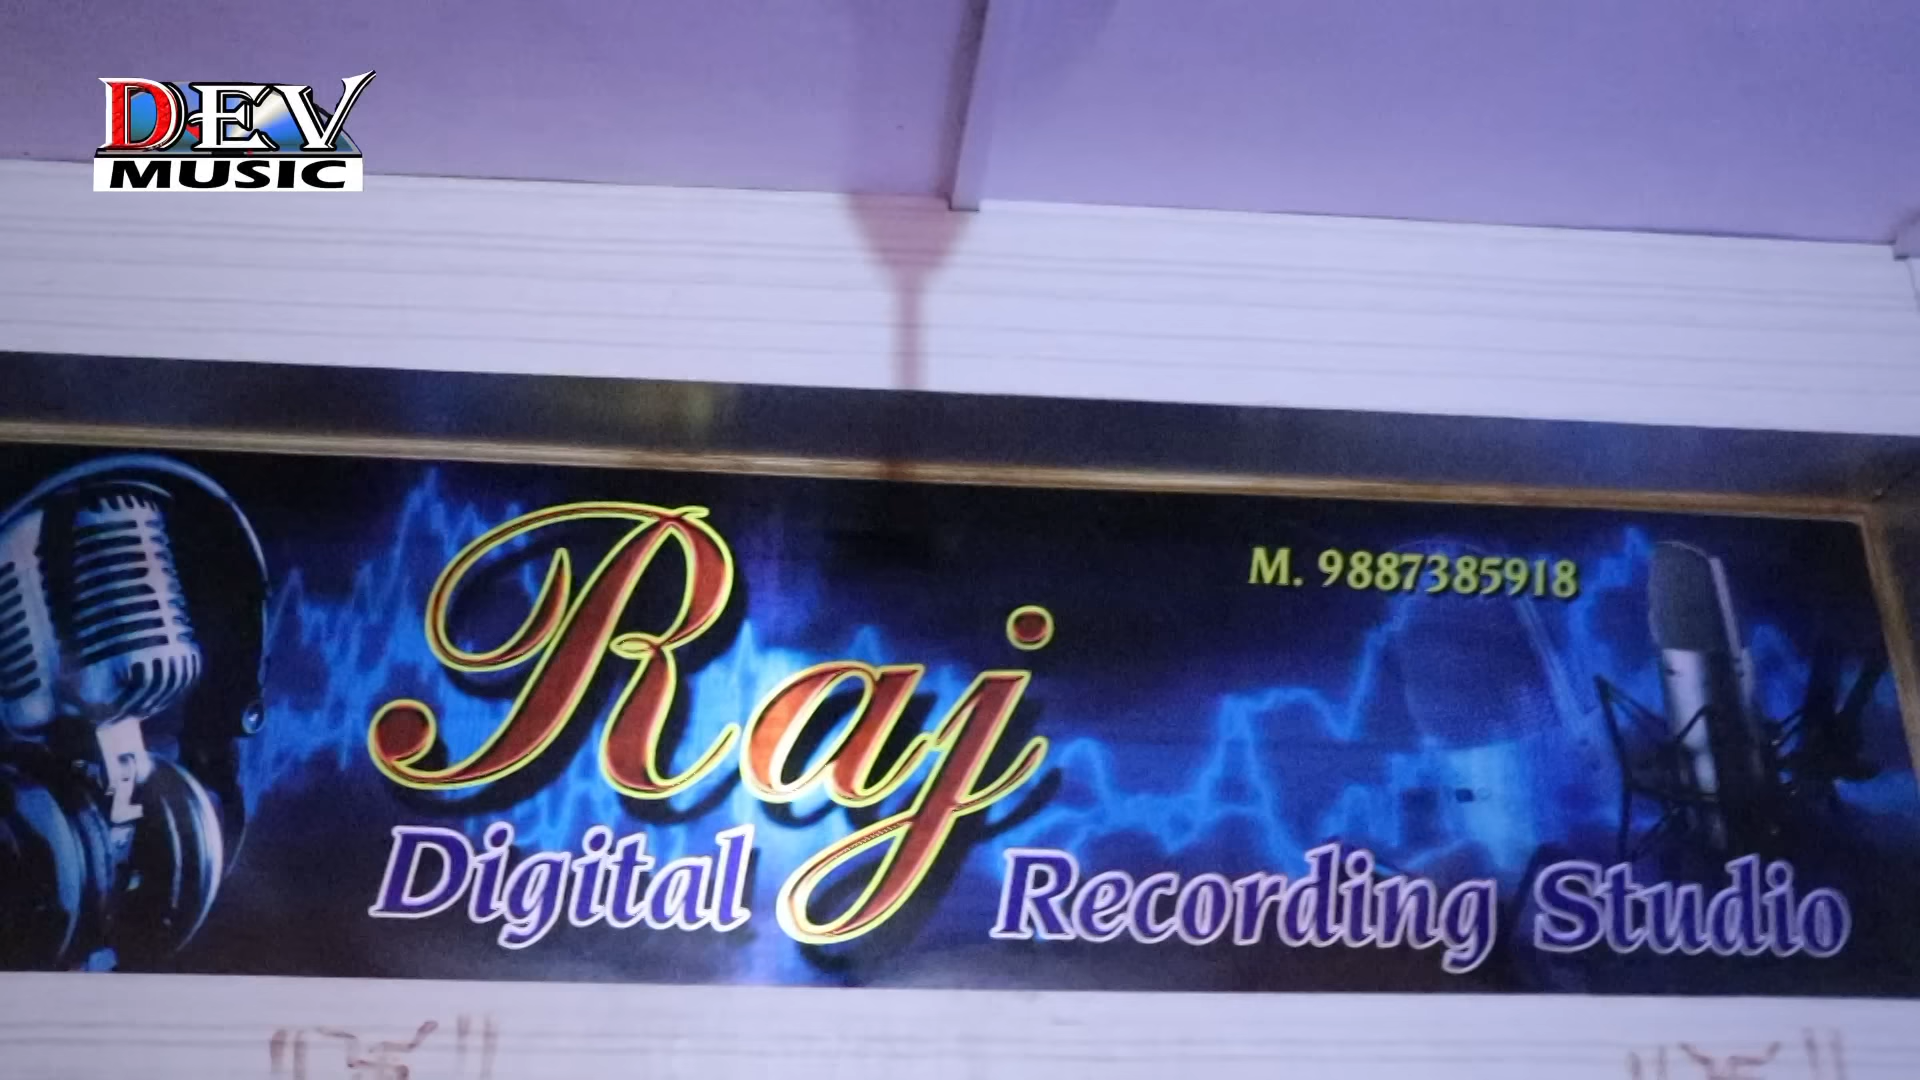 DEV
MUSIC
M. 9887385918
Raj
Digital Recording Studio